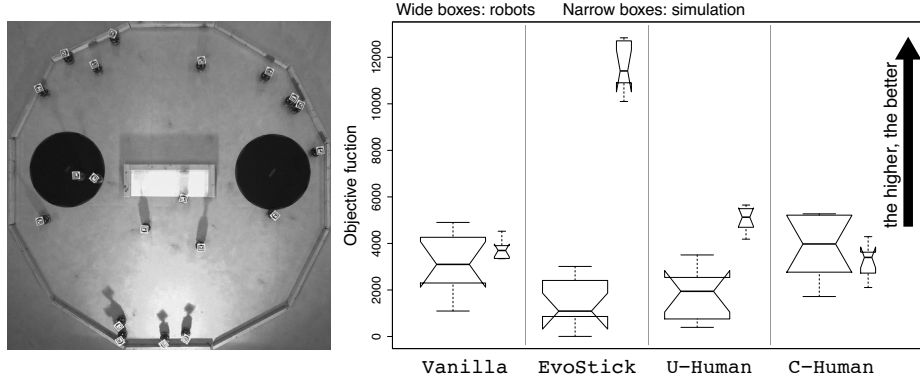 Wide boxes: robots Narrow boxes: simulation
Objective fuction
0
2000
4000
6000
8000
10000
12000
the higher, the better
Vanilla EvoStick U-Human C-Human